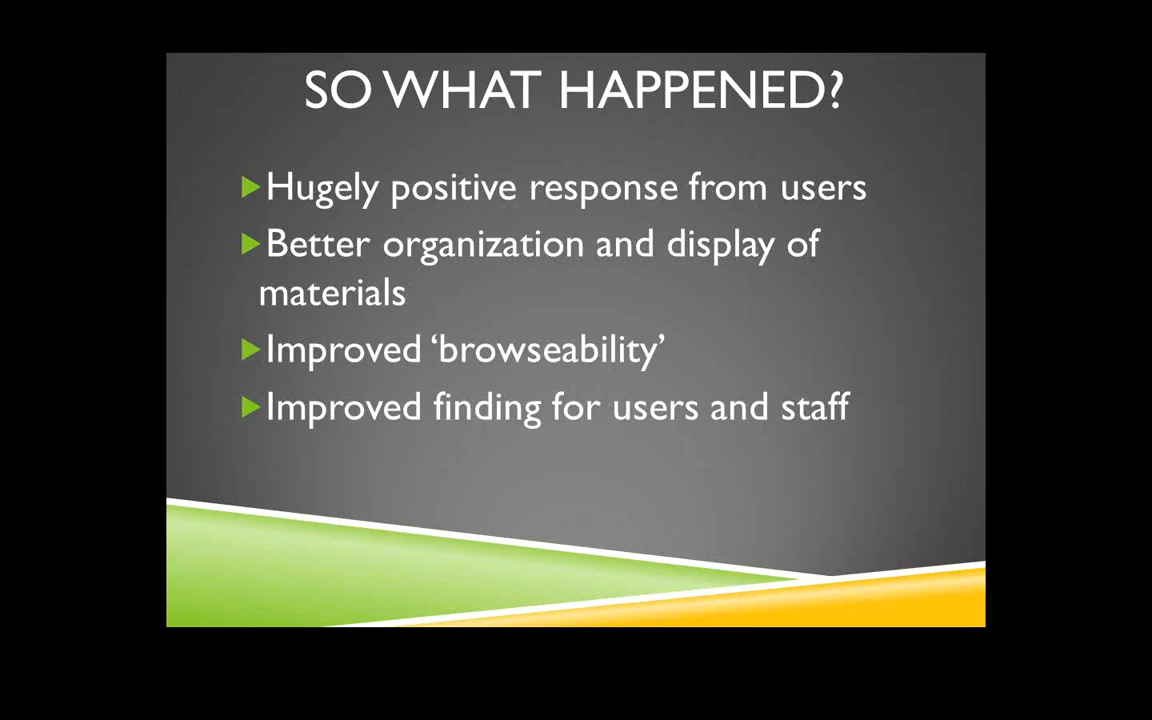 SO WHAT HAPPENED?
Hugely positive response from users
Better organization and display of
materials
Improved ‘browseability’
Improved finding for users and staff